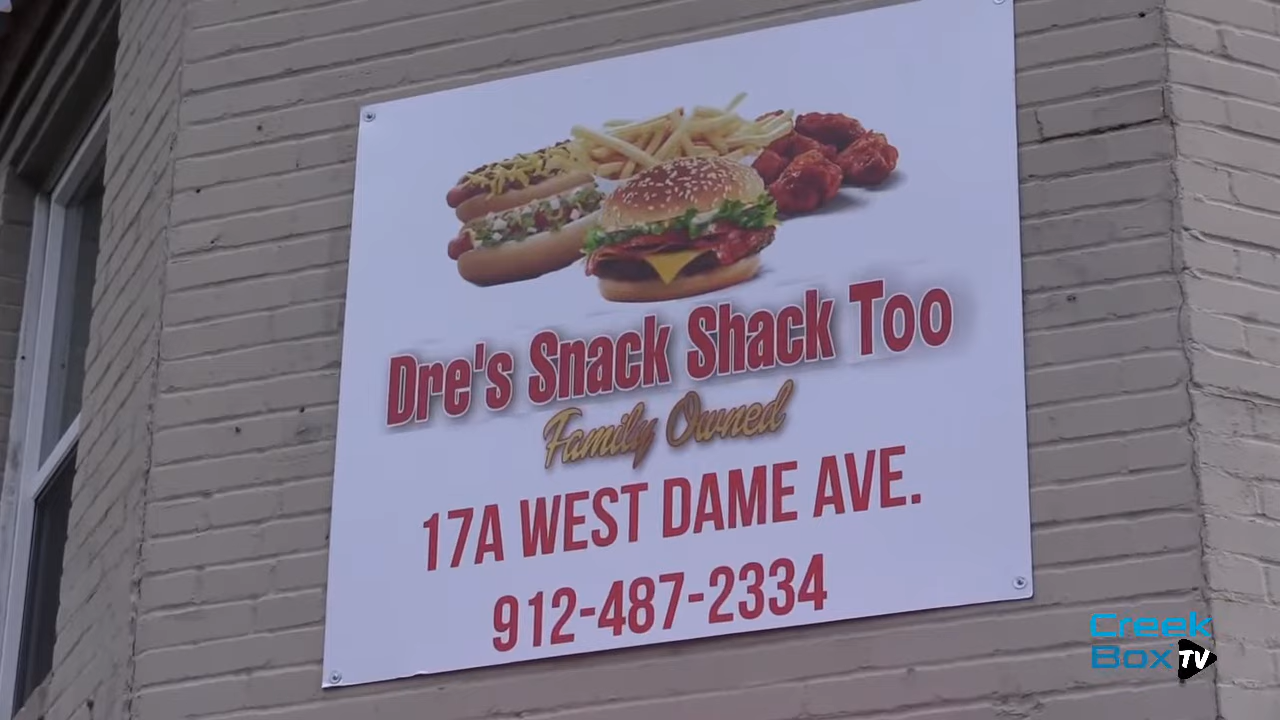 Dre's Snack Shack Too
Family Owned
17A WEST DAME AVE.
912-487-2334
Creek
Box TV